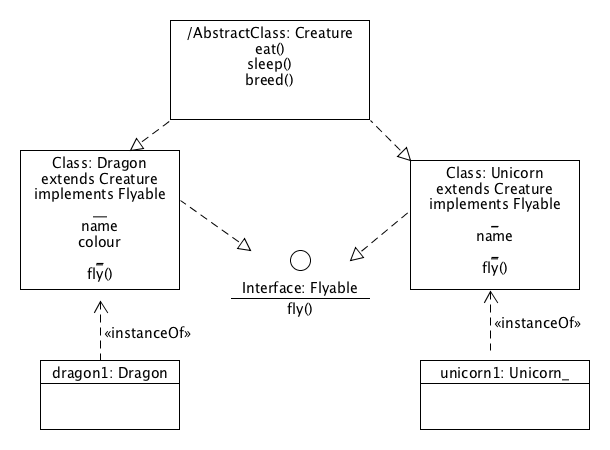 /AbstractClass: Creature
eat()
sleep()
breed()
Class: Dragon
extends Creature
implements Flyable
__
name
colour
_
fly()
Class: Unicorn
extends Creature
implements Flyable
_
name
_
fly()
Interface: Flyable
fly()
«instanceOf»
«instanceOf»
dragon1: Dragon
unicorn1: Unicorn_